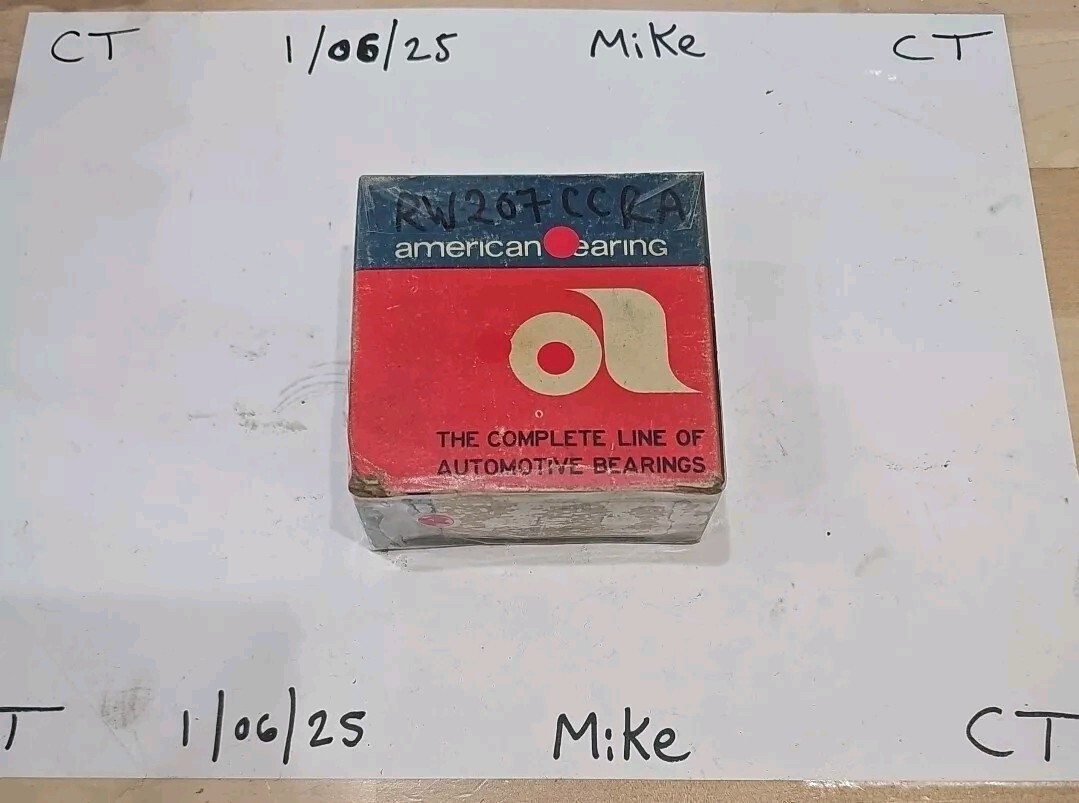 CT 1/06/25 Mike CT
RW207CCRA
american earing
THE COMPLETE LINE OF
AUTOMOTIVE BEARINGS
T 1/06/25 Mike CT